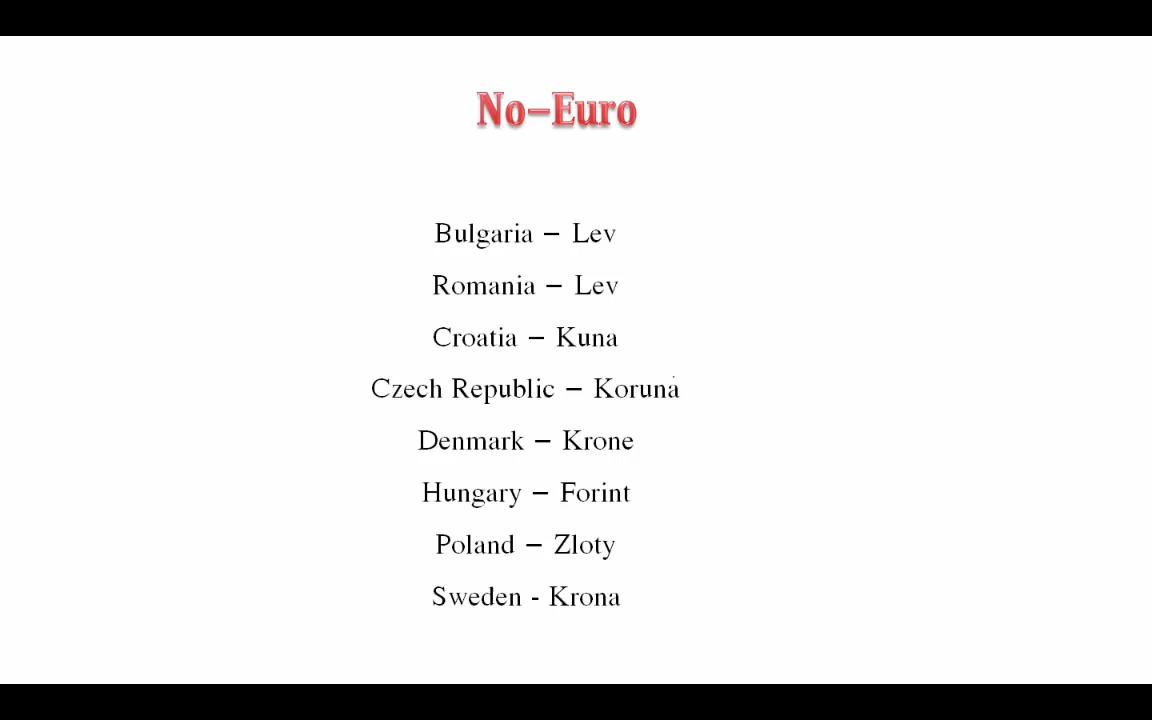 No-Euro
Bulgaria – Lev
Romania – Lev
Croatia – Kuna
Czech Republic – Koruna
Denmark – Krone
Hungary – Forint
Poland – Zloty
Sweden - Krona